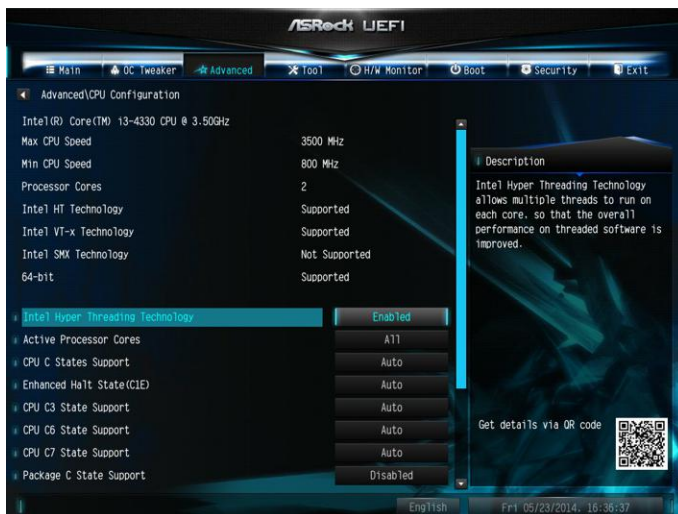 ASRock UEFI
Main OC Tweaker Advanced Tool H/W Monitor Boot Security Exit
Advanced\CPU Configuration
Intel(R) Core(TM) i3-4330 CPU @ 3.50GHz
Max CPU Speed 3500 MHz
Min CPU Speed 800 MHz
Processor Cores 2
Intel HT Technology Supported
Intel VT-x Technology Supported
Intel SMX Technology Not Supported
64-bit Supported
Intel Hyper Threading Technology Enabled
Active Processor Cores All
CPU C States Support Auto
Enhanced Halt State(C1E) Auto
CPU C3 State Support Auto
CPU C6 State Support Auto
CPU C7 State Support Auto
Package C State Support Disabled
Description
Intel Hyper Threading Technology
allows multiple threads to run on
each core. so that the overall
performance on threaded software is
improved.
Get details via QR code
English Fri 05/23/2014. 16:36:37